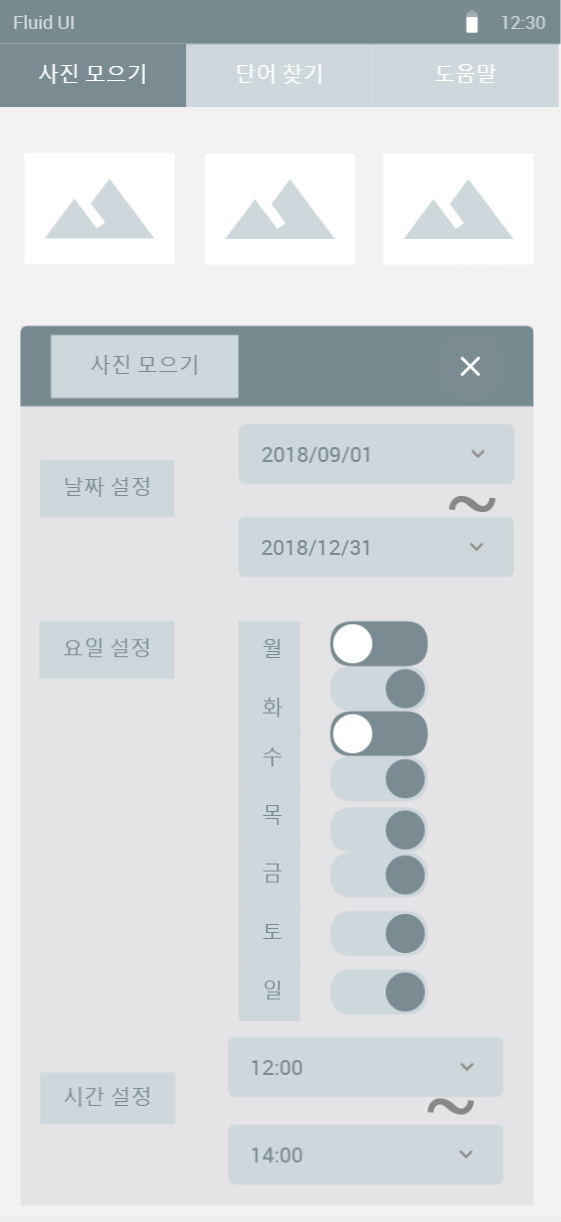 Fluid UI 12:30
사진 모으기 단어 찾기 도움말
사진 모으기
2018/09/01
날짜 설정
~
2018/12/31
요일 설정
월
화
수
목
금
토
일
12:00
시간 설정
~
14:00